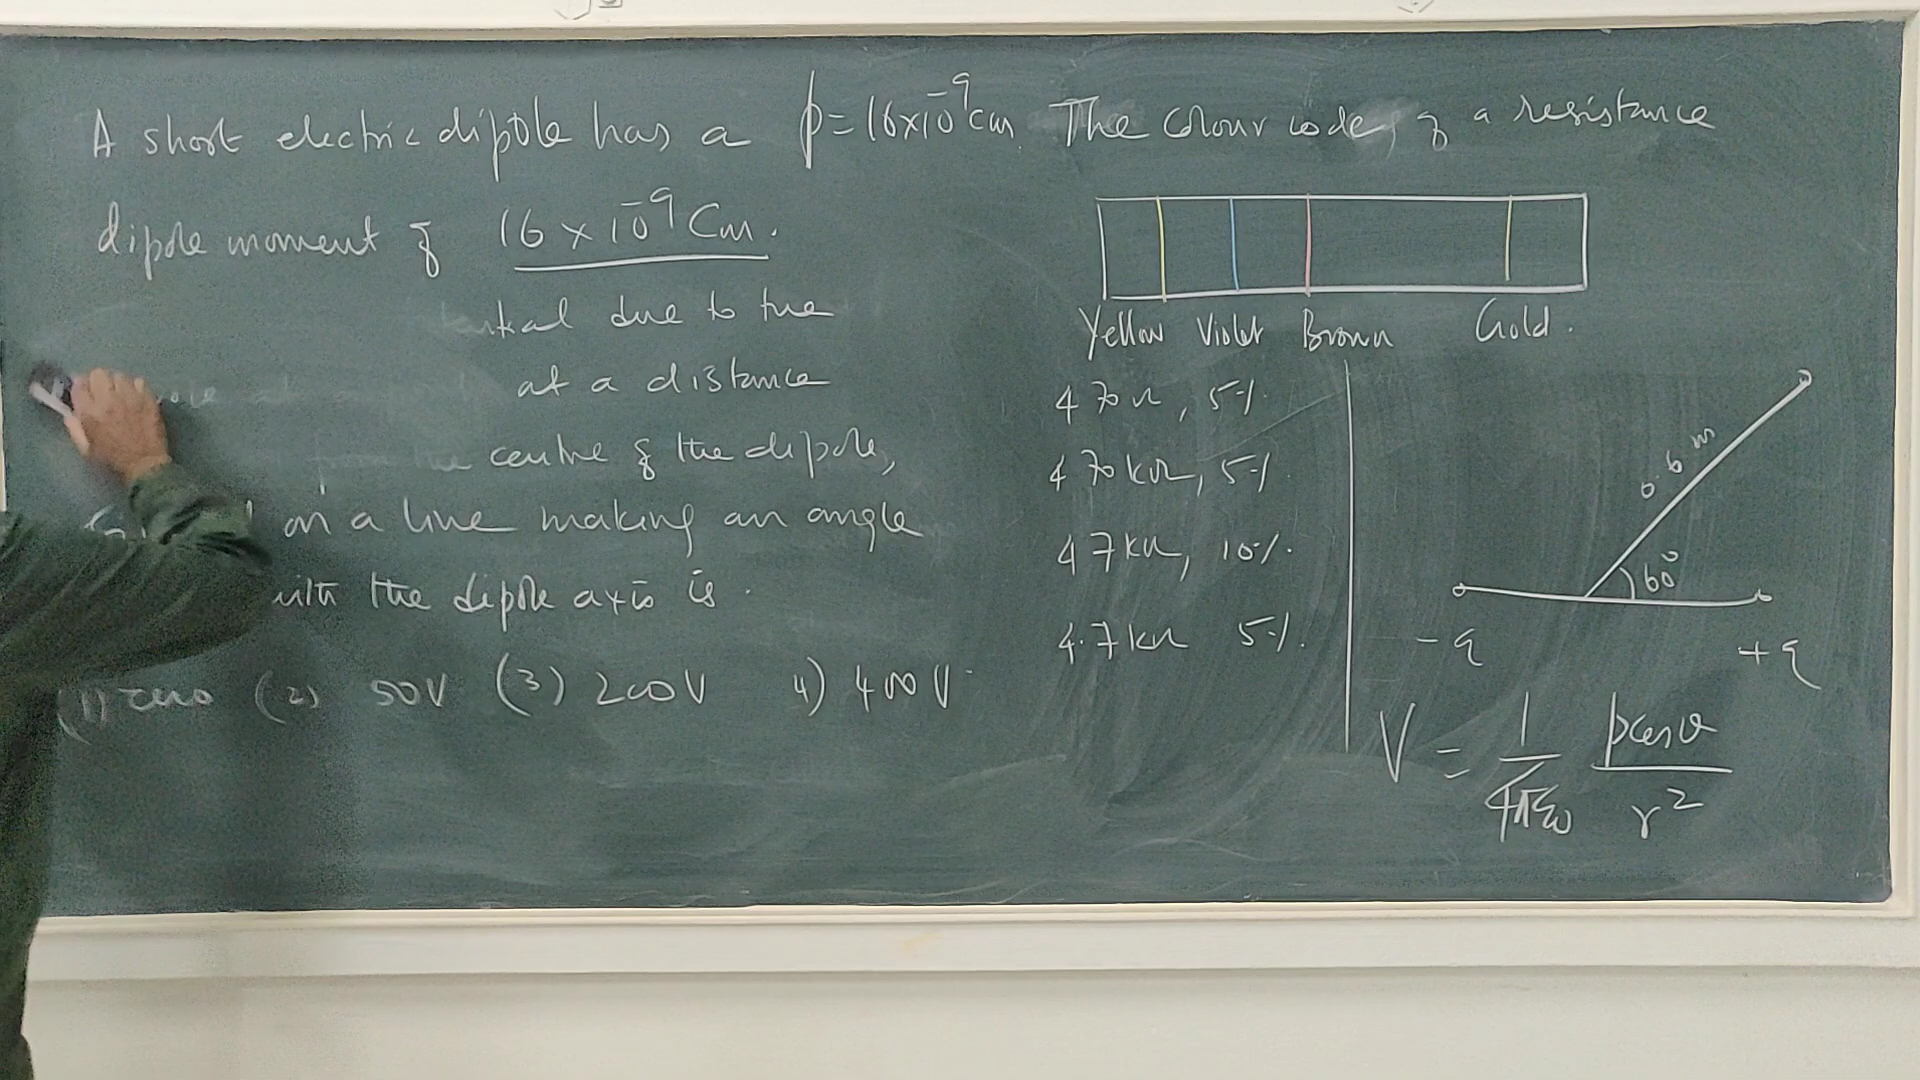 A short electric dipole has a
dipole moment of 16 × 10⁻⁹ Cm.
due to the
at a distance
centre of the dipole,
on a line making an angle
with the dipole axis is.
(1) zero (2) 50V (3) 200V 4) 400V
p = 16×10⁻⁹ cm
The colour codes of a resistance
Yellow Violet Brown Gold.
470Ω, 5%.
470kΩ, 5%.
47kΩ, 10%.
4.7kΩ 5%.
0.6 m
60°
-q +q
V = 1/4πε₀ pcosθ/r²